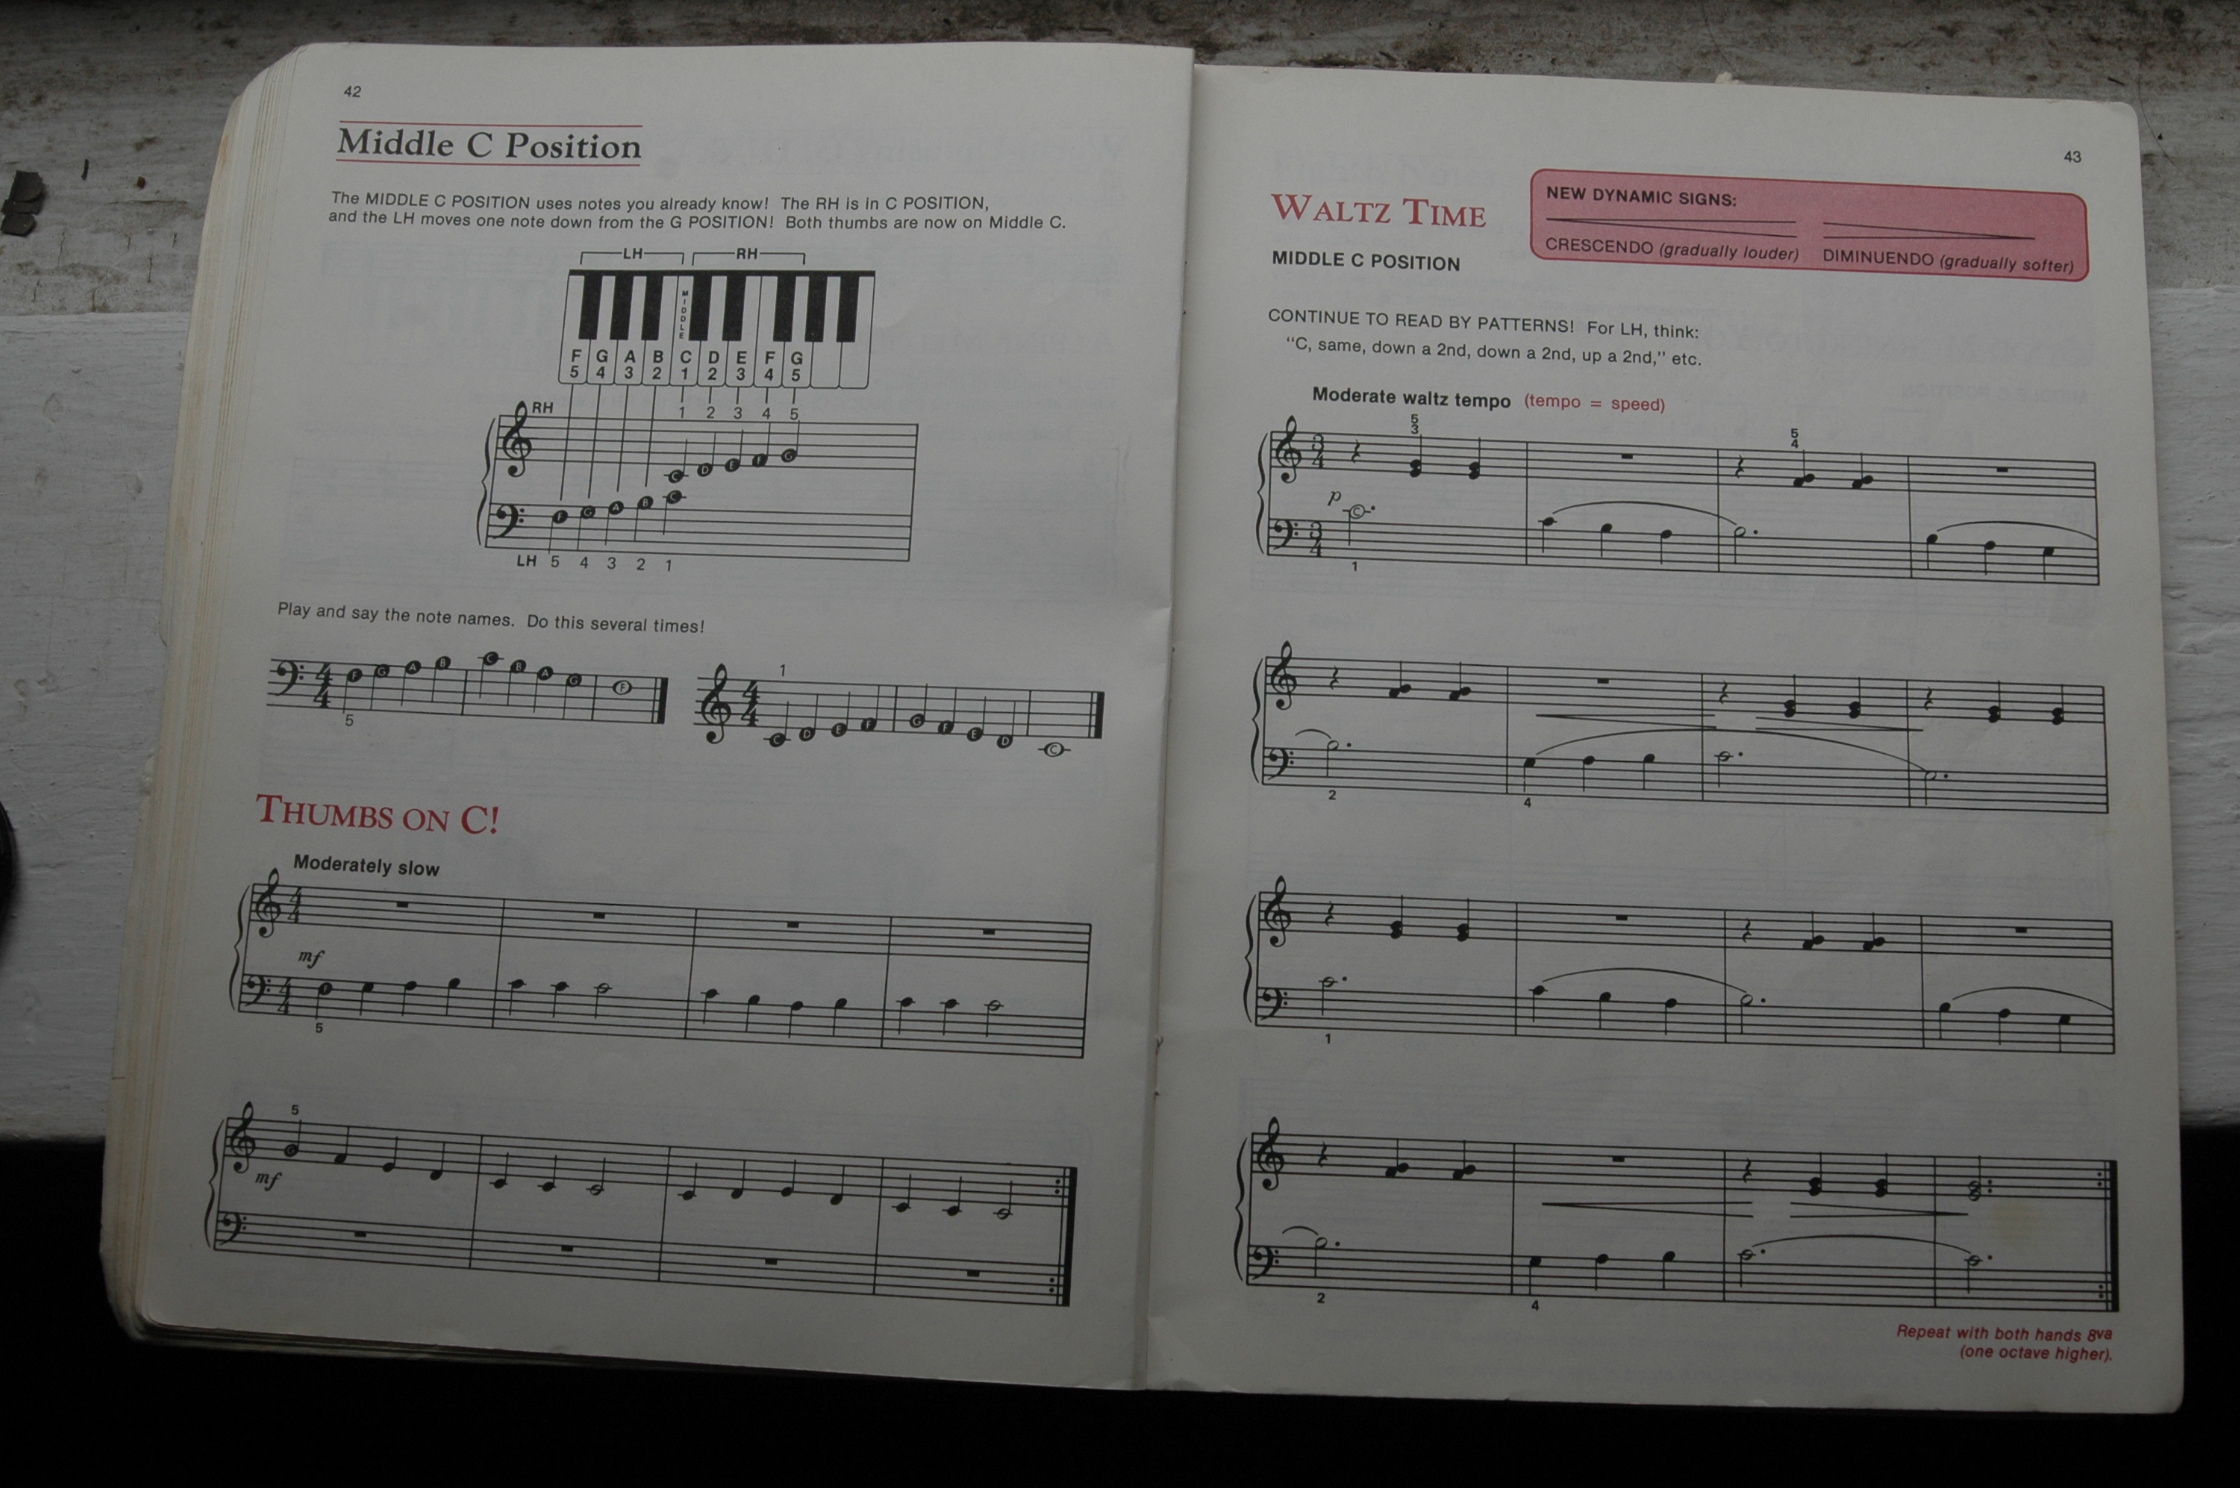 42
Middle C Position
The MIDDLE C POSITION uses notes you already know! The RH is in C POSITION,
and the LH moves one note down from the G POSITION! Both thumbs are now on Middle C.
LH RH
MIDDLE
F G A B C D E F G
5 4 3 2 1 2 3 4 5
RH 1 2 3 4 5
C D E F G
F G A B C
LH 5 4 3 2 1
Play and say the note names. Do this several times!
1
4 4 F G A B C B A G F
4 4 C D E F G F E D C
5
THUMBS ON C!
Moderately slow
4 4
mf
4 4
5
5
mf
43
WALTZ TIME
NEW DYNAMIC SIGNS:
CRESCENDO (gradually louder) DIMINUENDO (gradually softer)
MIDDLE C POSITION
CONTINUE TO READ BY PATTERNS! For LH, think:
"C, same, down a 2nd, down a 2nd, up a 2nd," etc.
Moderate waltz tempo (tempo = speed)
5 3 5 4
3 4
p
C
3 4
1
2 4
1
2 4
Repeat with both hands 8va
(one octave higher).